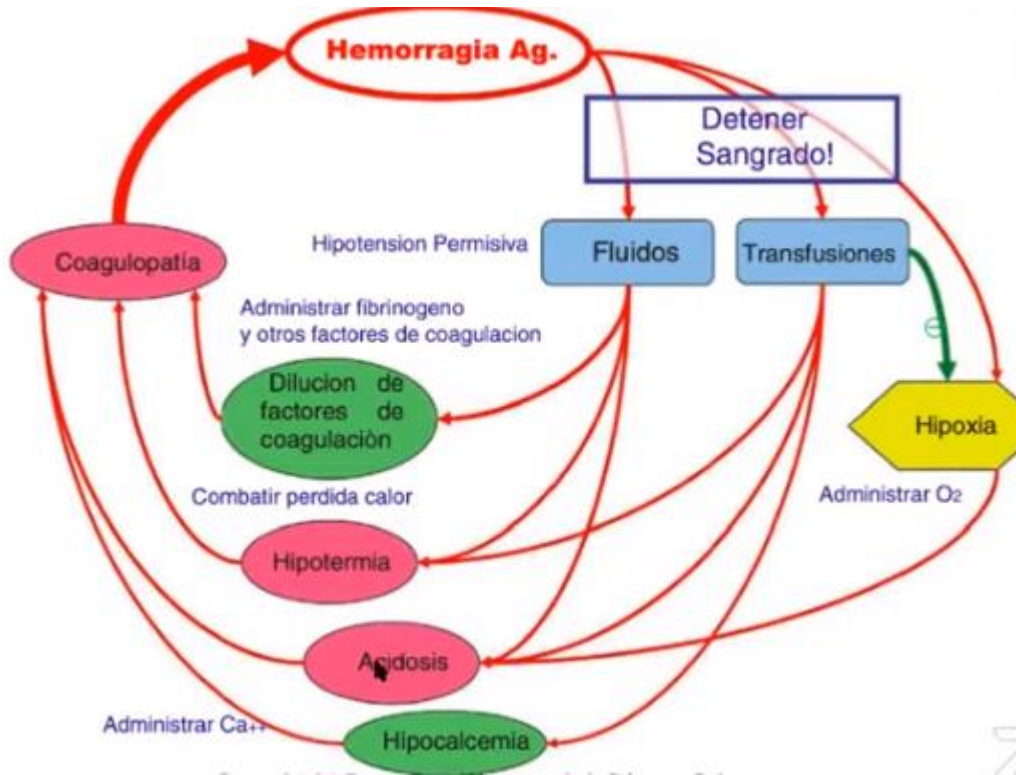 Hemorragia Ag.
Detener
Sangrado!
Coagulopatía
Hipotension Permisiva
Fluidos
Transfusiones
Administrar fibrinogeno
y otros factores de coagulacion
Dilucion de
factores de
coagulaciòn
Hipoxia
Combatir perdida calor
Administrar O2
Hipotermia
Acidosis
Administrar Ca++
Hipocalcemia